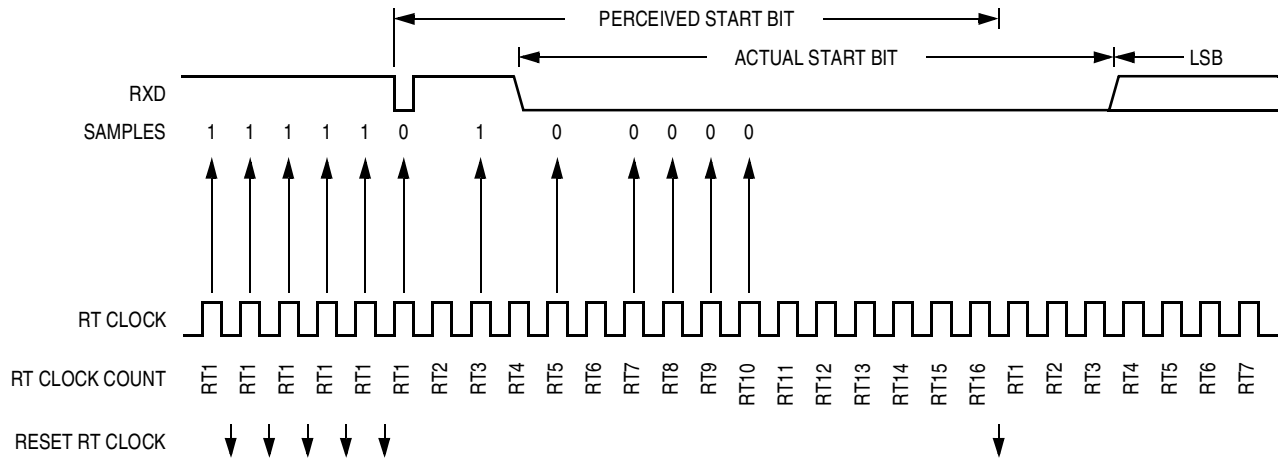 PERCEIVED START BIT
ACTUAL START BIT LSB
RXD
SAMPLES 1 1 1 1 1 0 1 0 0 0 0 0
RT CLOCK
RT CLOCK COUNT RT1 RT1 RT1 RT1 RT1 RT1 RT2 RT3 RT4 RT5 RT6 RT7 RT8 RT9 RT10 RT11 RT12 RT13 RT14 RT15 RT16 RT1 RT2 RT3 RT4 RT5 RT6 RT7
RESET RT CLOCK